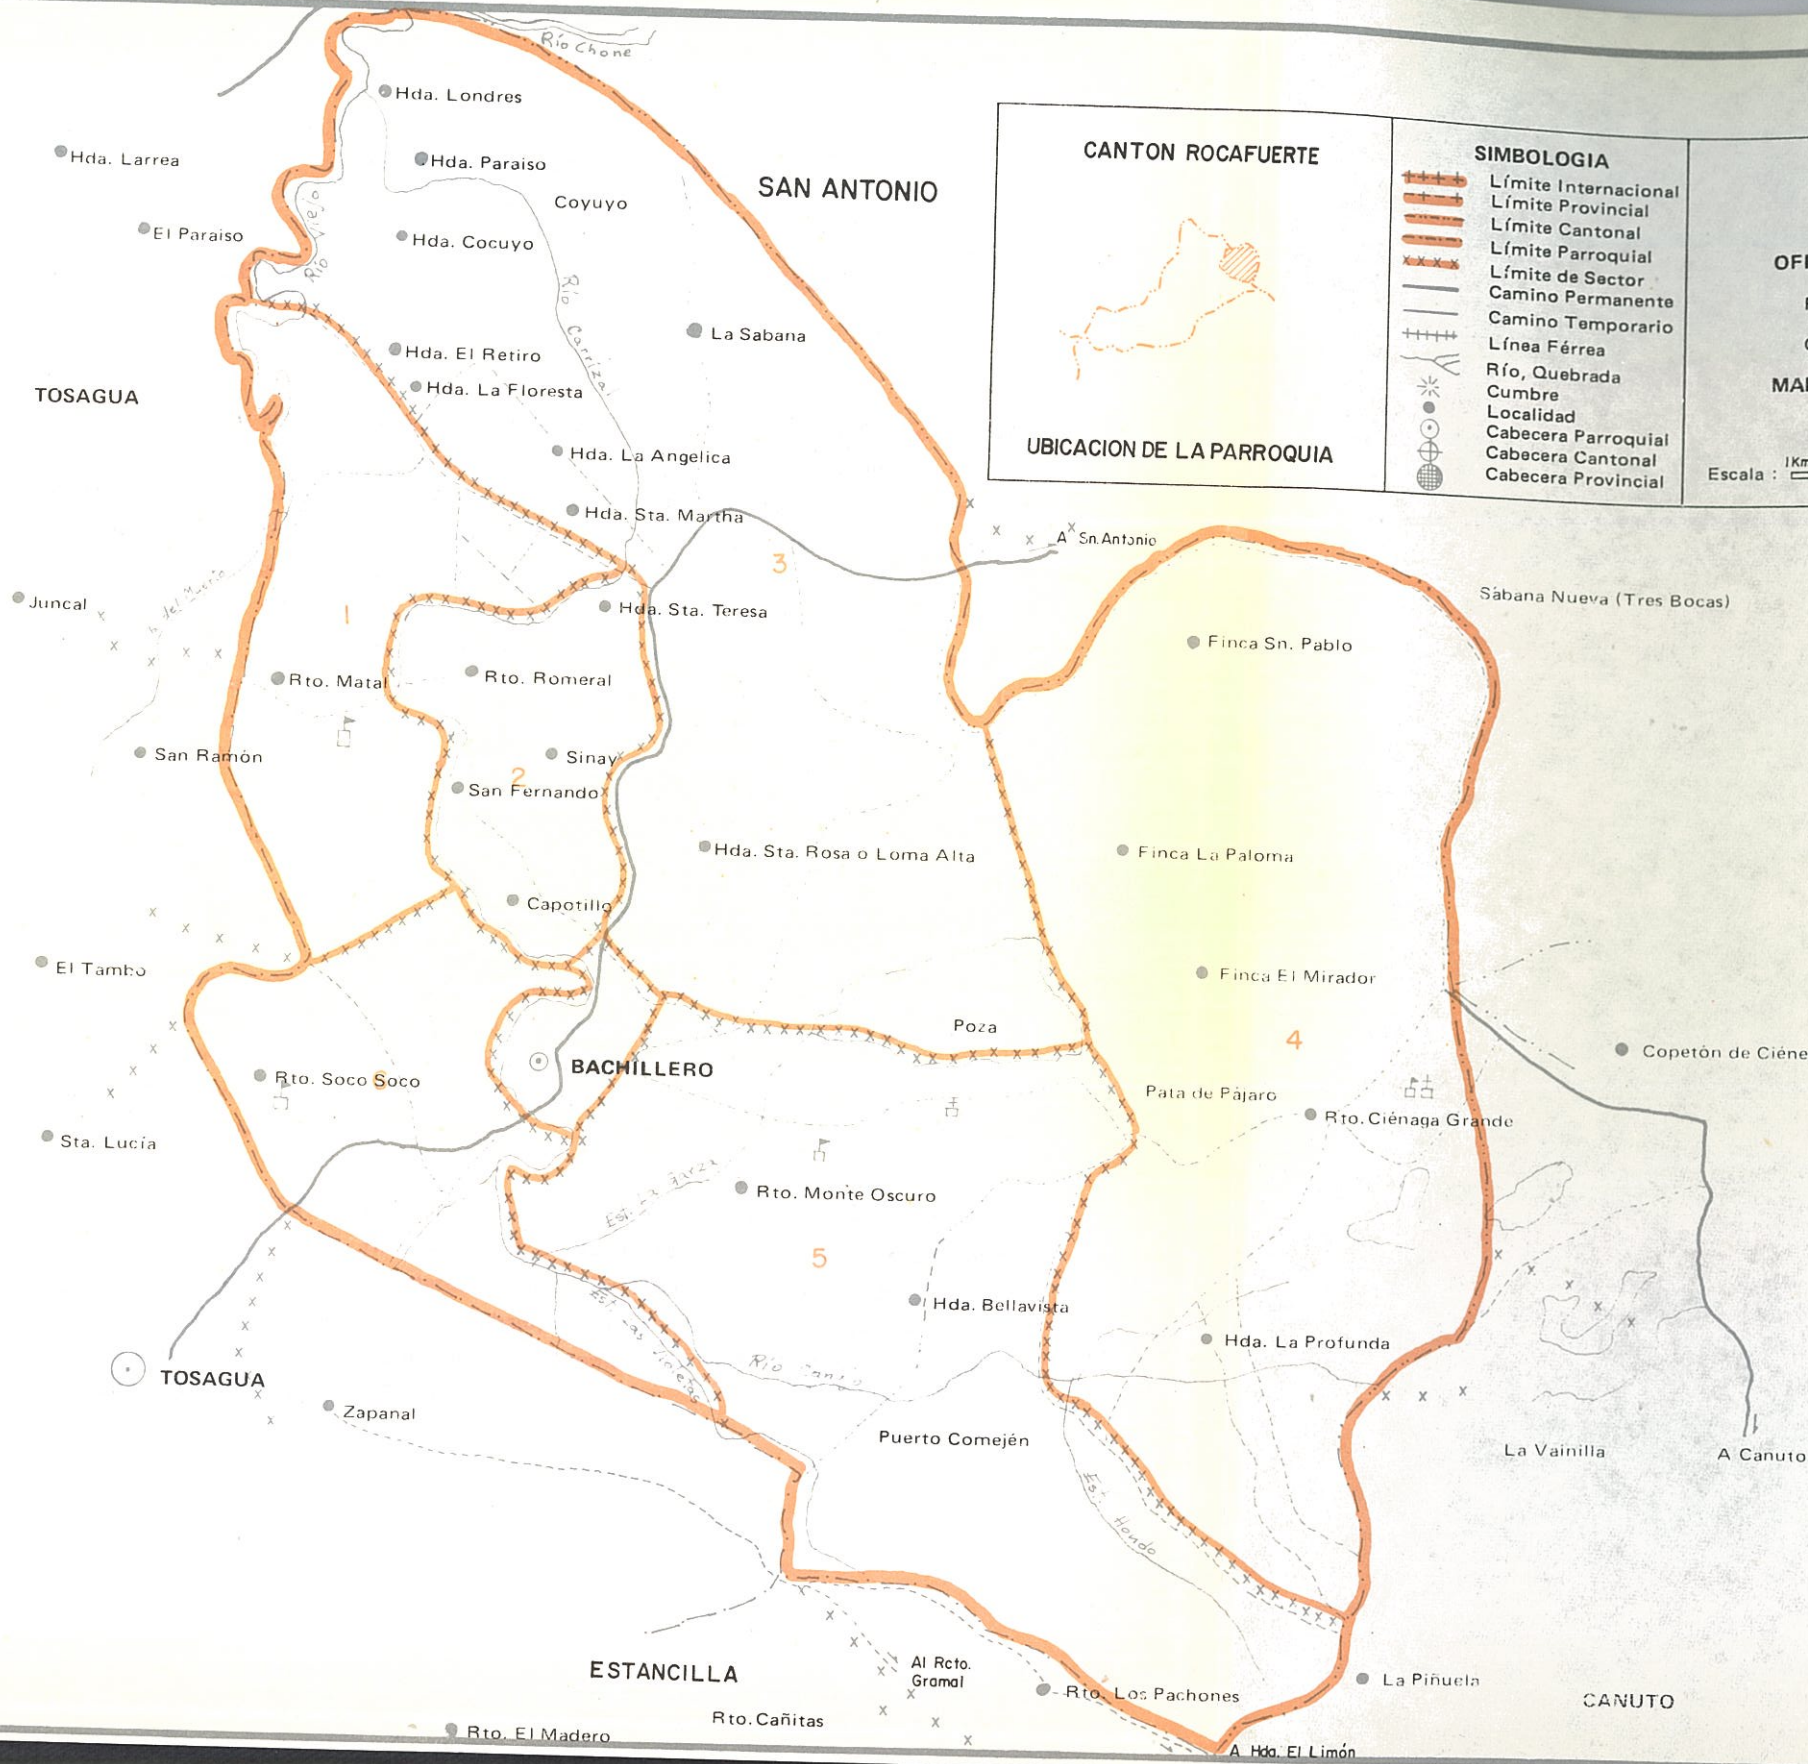 Río Chone
Hda. Londres
Hda. Larrea
Hda. Paraiso
SAN ANTONIO
Coyuyo
El Paraiso
Hda. Cocuyo
Río Viejo
Río Carrizal
La Sabana
Hda. El Retiro
Hda. La Floresta
TOSAGUA
Hda. La Angelica
Hda. Sta. Martha
CANTON ROCAFUERTE
UBICACION DE LA PARROQUIA
SIMBOLOGIA
Límite Internacional
Límite Provincial
Límite Cantonal
Límite Parroquial
Límite de Sector
Camino Permanente
Camino Temporario
Línea Férrea
Río, Quebrada
Cumbre
Localidad
Cabecera Parroquial
Cabecera Cantonal
Cabecera Provincial
Escala :
1Km
A Sn. Antonio
3
Juncal
1
Hda. Sta. Teresa
Sabana Nueva (Tres Bocas)
Finca Sn. Pablo
Rto. Matal
Rto. Romeral
San Ramón
Sinay
2
San Fernando
Hda. Sta. Rosa o Loma Alta
Finca La Paloma
Capotillo
El Tambo
Finca El Mirador
Poza
4
Copetón de Ciéne
BACHILLERO
Rto. Soco Soco
6
Pata de Pàjaro
Rto. Ciénaga Grande
Sta. Lucía
Rto. Monte Oscuro
5
Hda. Bellavista
Hda. La Profunda
TOSAGUA
Zapanal
Puerto Comején
La Vainilla
A Canuto
Est. Hondo
ESTANCILLA
Al Rcto.
Gramal
Rto. Los Pachones
La Piñuela
CANUTO
Rto. Cañitas
Rto. El Madero
A Hda. El Limón